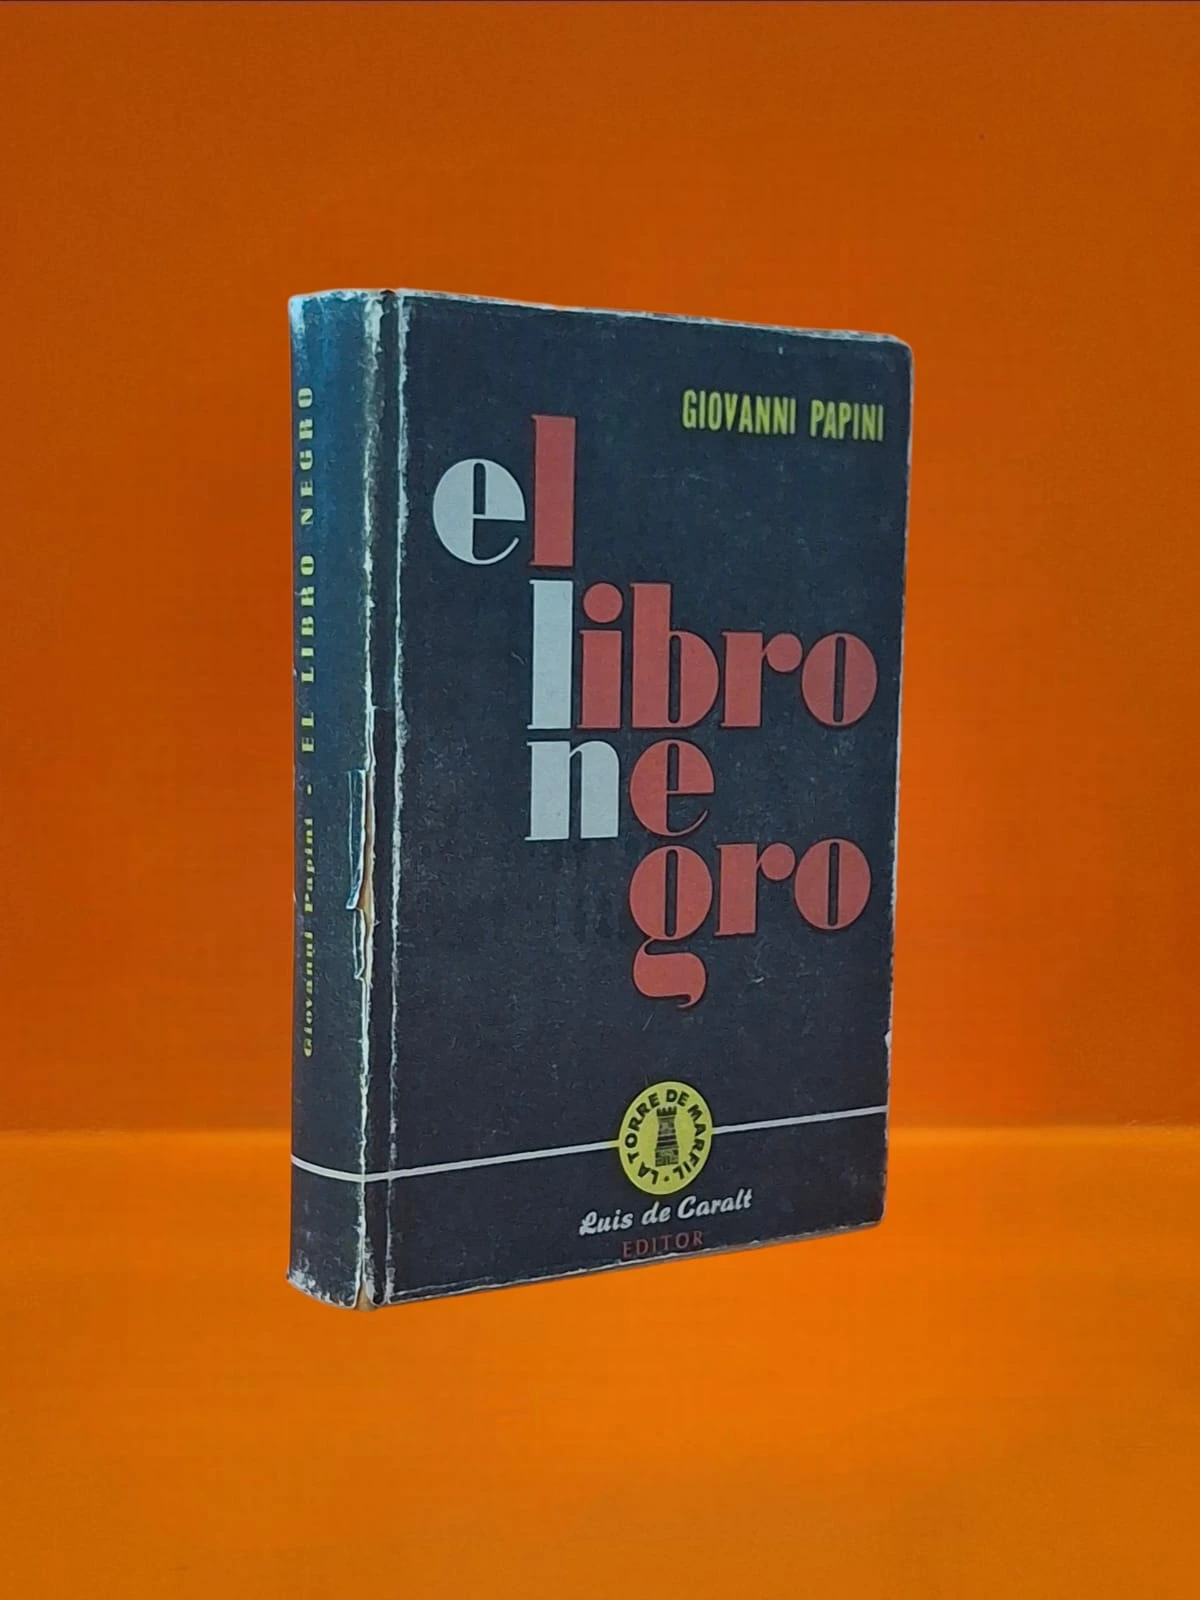 Giovanni Papini - EL LIBRO NEGRO
GIOVANNI PAPINI
el
libro
ne
gro
LA TORRE DE MARFIL
Luis de Caralt
EDITOR